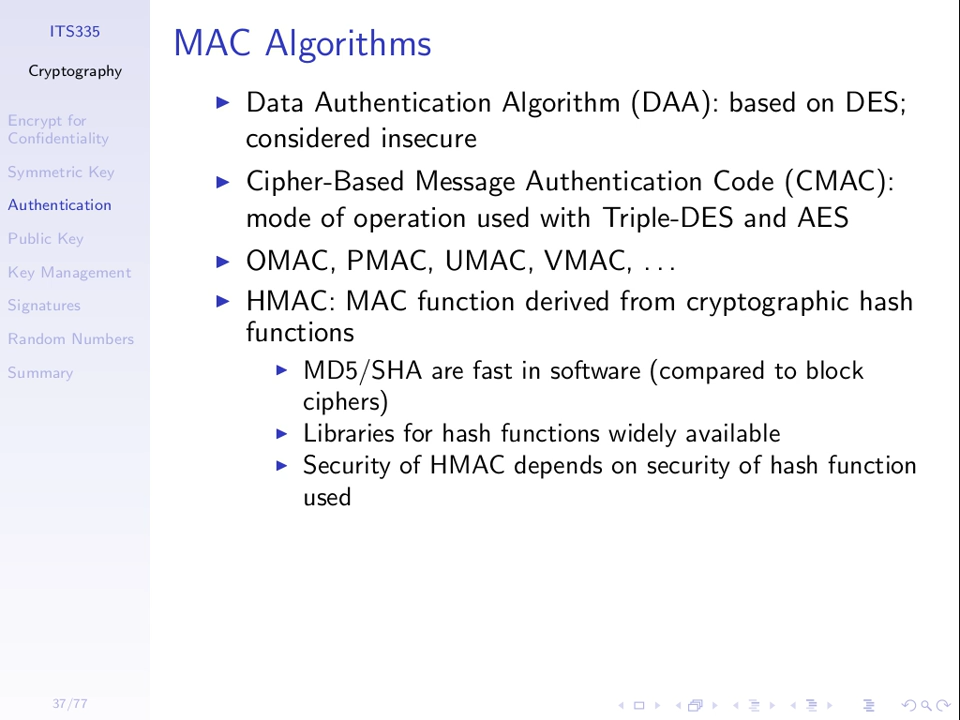 ITS335
Cryptography
Encrypt for
Confidentiality
Symmetric Key
Authentication
Public Key
Key Management
Signatures
Random Numbers
Summary
37/77
MAC Algorithms
Data Authentication Algorithm (DAA): based on DES;
considered insecure
Cipher-Based Message Authentication Code (CMAC):
mode of operation used with Triple-DES and AES
OMAC, PMAC, UMAC, VMAC, . . .
HMAC: MAC function derived from cryptographic hash
functions
MD5/SHA are fast in software (compared to block
ciphers)
Libraries for hash functions widely available
Security of HMAC depends on security of hash function
used